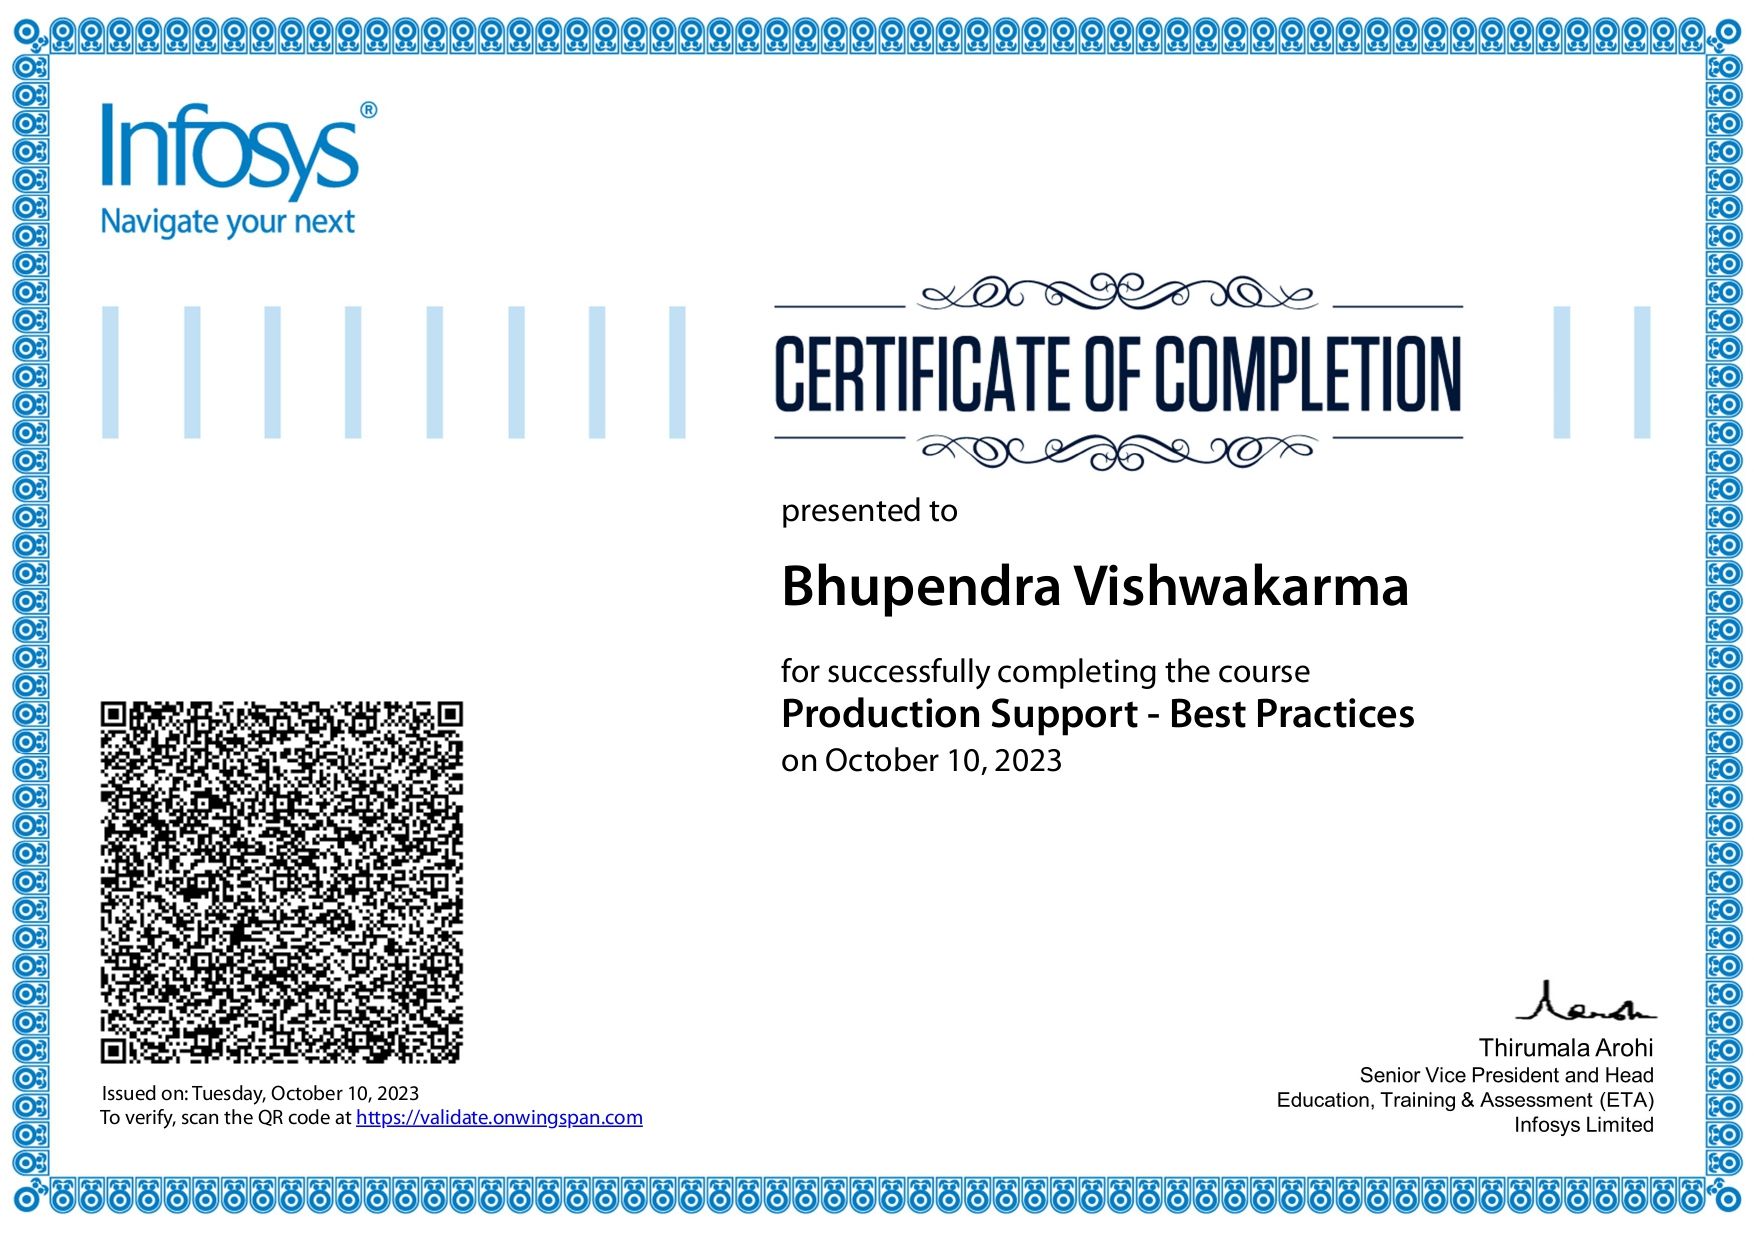 Infosys®
Navigate your next
CERTIFICATE OF COMPLETION
presented to
Bhupendra Vishwakarma
for successfully completing the course
Production Support - Best Practices
on October 10, 2023
Issued on: Tuesday, October 10, 2023
To verify, scan the QR code at https://validate.onwingspan.com
Thirumala Arohi
Senior Vice President and Head
Education, Training & Assessment (ETA)
Infosys Limited